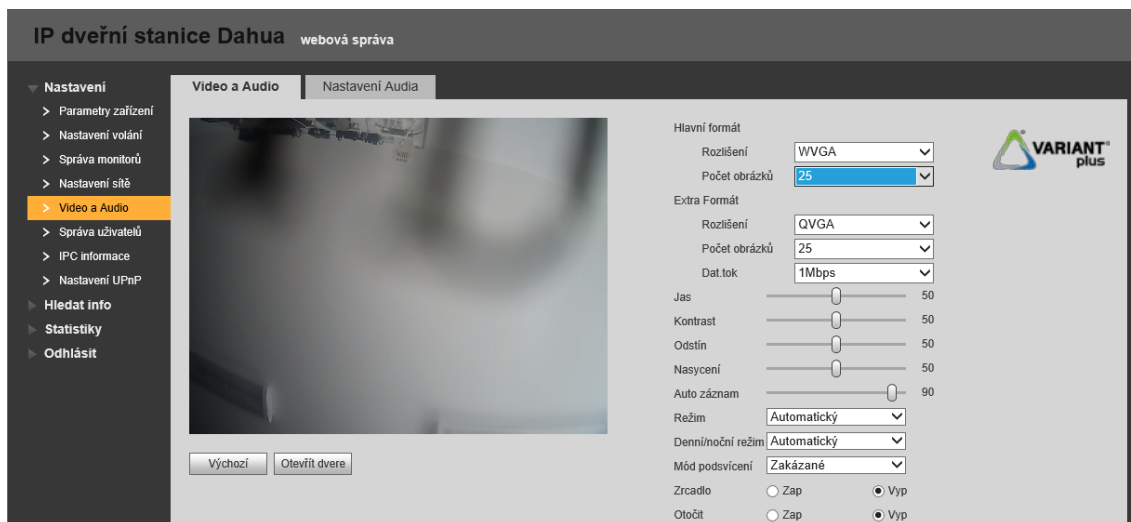 IP dveřní stanice Dahua webová správa
Nastavení
Parametry zařízení
Nastavení volání
Správa monitorů
Nastavení sítě
Video a Audio
Správa uživatelů
IPC informace
Nastavení UPnP
Hledat info
Statistiky
Odhlásit
Video a Audio
Nastavení Audia
Výchozí
Otevřít dvere
Hlavní formát
Rozlišení WVGA
Počet obrázků 25
Extra Formát
Rozlišení QVGA
Počet obrázků 25
Dat.tok 1Mbps
Jas 50
Kontrast 50
Odstín 50
Nasycení 50
Auto záznam 90
Režim Automatický
Denní/noční režim Automatický
Mód podsvícení Zakázané
Zrcadlo Zap Vyp
Otočit Zap Vyp
VARIANT®
plus